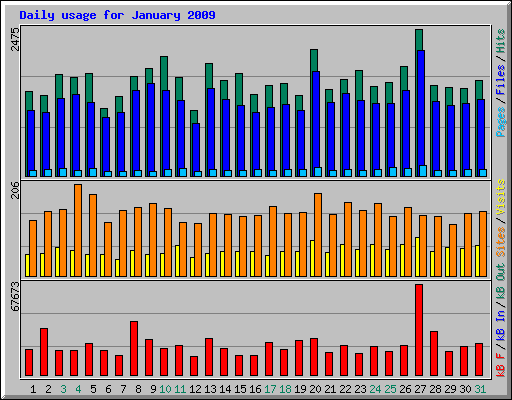 Daily usage for January 2009
2475
Pages/Files/Hits
206
Sites/Visits
67673
kB F/kB In/kB Out
1 2 3 4 5 6 7 8 9 10 11 12 13 14 15 16 17 18 19 20 21 22 23 24 25 26 27 28 29 30 31